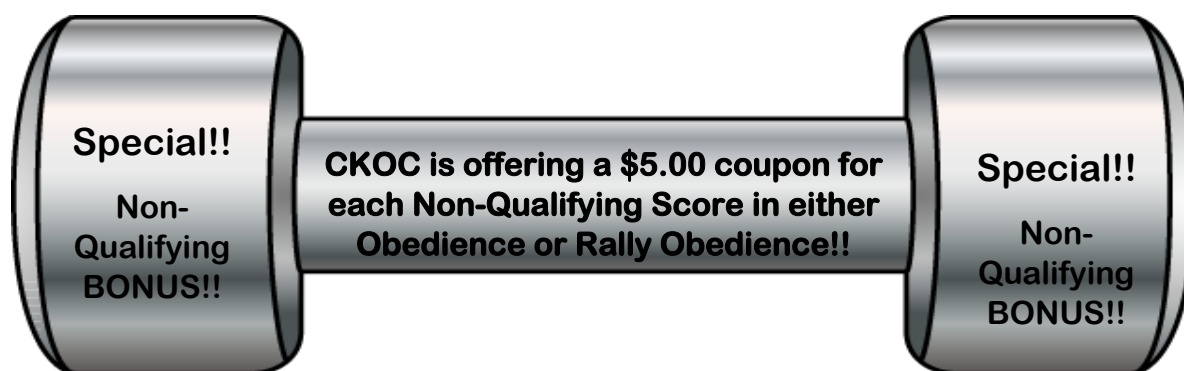 Special!!
Non-
Qualifying
BONUS!!
CKOC is offering a $5.00 coupon for
each Non-Qualifying Score in either
Obedience or Rally Obedience!!
Special!!
Non-
Qualifying
BONUS!!